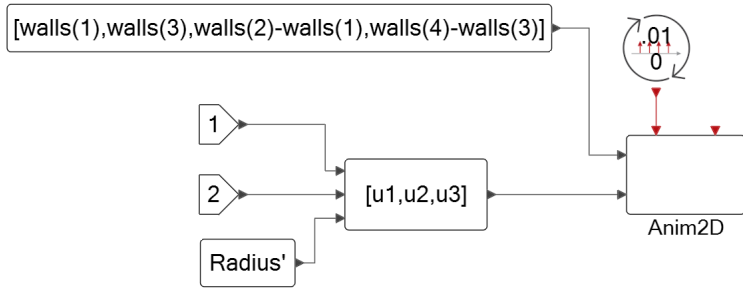 [walls(1),walls(3),walls(2)-walls(1),walls(4)-walls(3)]
.01
0
1
2
[u1,u2,u3]
Radius'
Anim2D